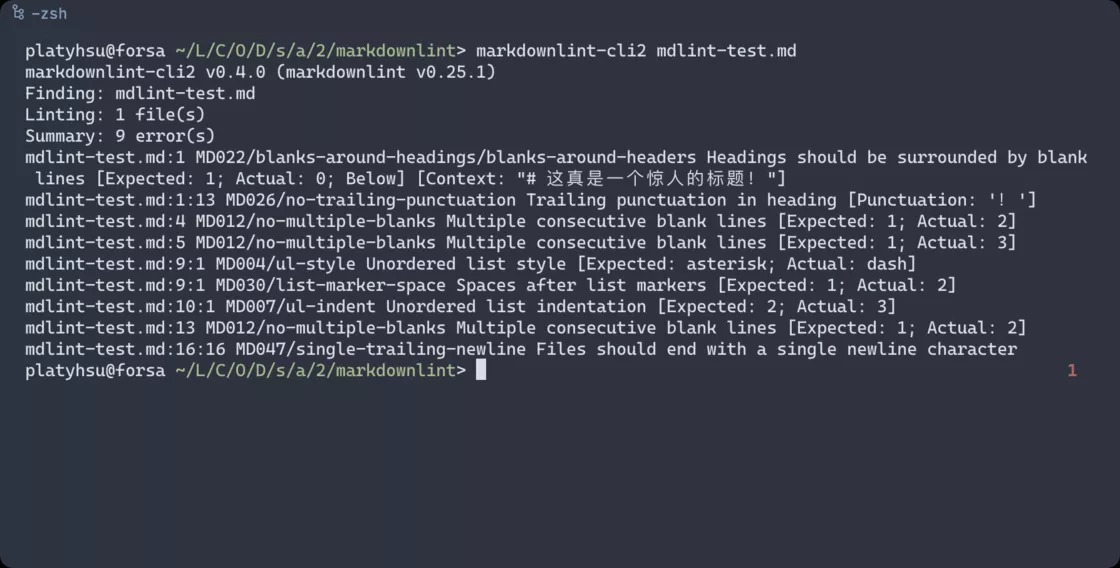 -zsh
platyhsu@forsa ~/L/C/O/D/s/a/2/markdownlint> markdownlint-cli2 mdlint-test.md
markdownlint-cli2 v0.4.0 (markdownlint v0.25.1)
Finding: mdlint-test.md
Linting: 1 file(s)
Summary: 9 error(s)
mdlint-test.md:1 MD022/blanks-around-headings/blanks-around-headers Headings should be surrounded by blank
lines [Expected: 1; Actual: 0; Below] [Context: "# 这真是一个惊人的标题！"]
mdlint-test.md:1:13 MD026/no-trailing-punctuation Trailing punctuation in heading [Punctuation: '！']
mdlint-test.md:4 MD012/no-multiple-blanks Multiple consecutive blank lines [Expected: 1; Actual: 2]
mdlint-test.md:5 MD012/no-multiple-blanks Multiple consecutive blank lines [Expected: 1; Actual: 3]
mdlint-test.md:9:1 MD004/ul-style Unordered list style [Expected: asterisk; Actual: dash]
mdlint-test.md:9:1 MD030/list-marker-space Spaces after list markers [Expected: 1; Actual: 2]
mdlint-test.md:10:1 MD007/ul-indent Unordered list indentation [Expected: 2; Actual: 3]
mdlint-test.md:13 MD012/no-multiple-blanks Multiple consecutive blank lines [Expected: 1; Actual: 2]
mdlint-test.md:16:16 MD047/single-trailing-newline Files should end with a single newline character
platyhsu@forsa ~/L/C/O/D/s/a/2/markdownlint> 1